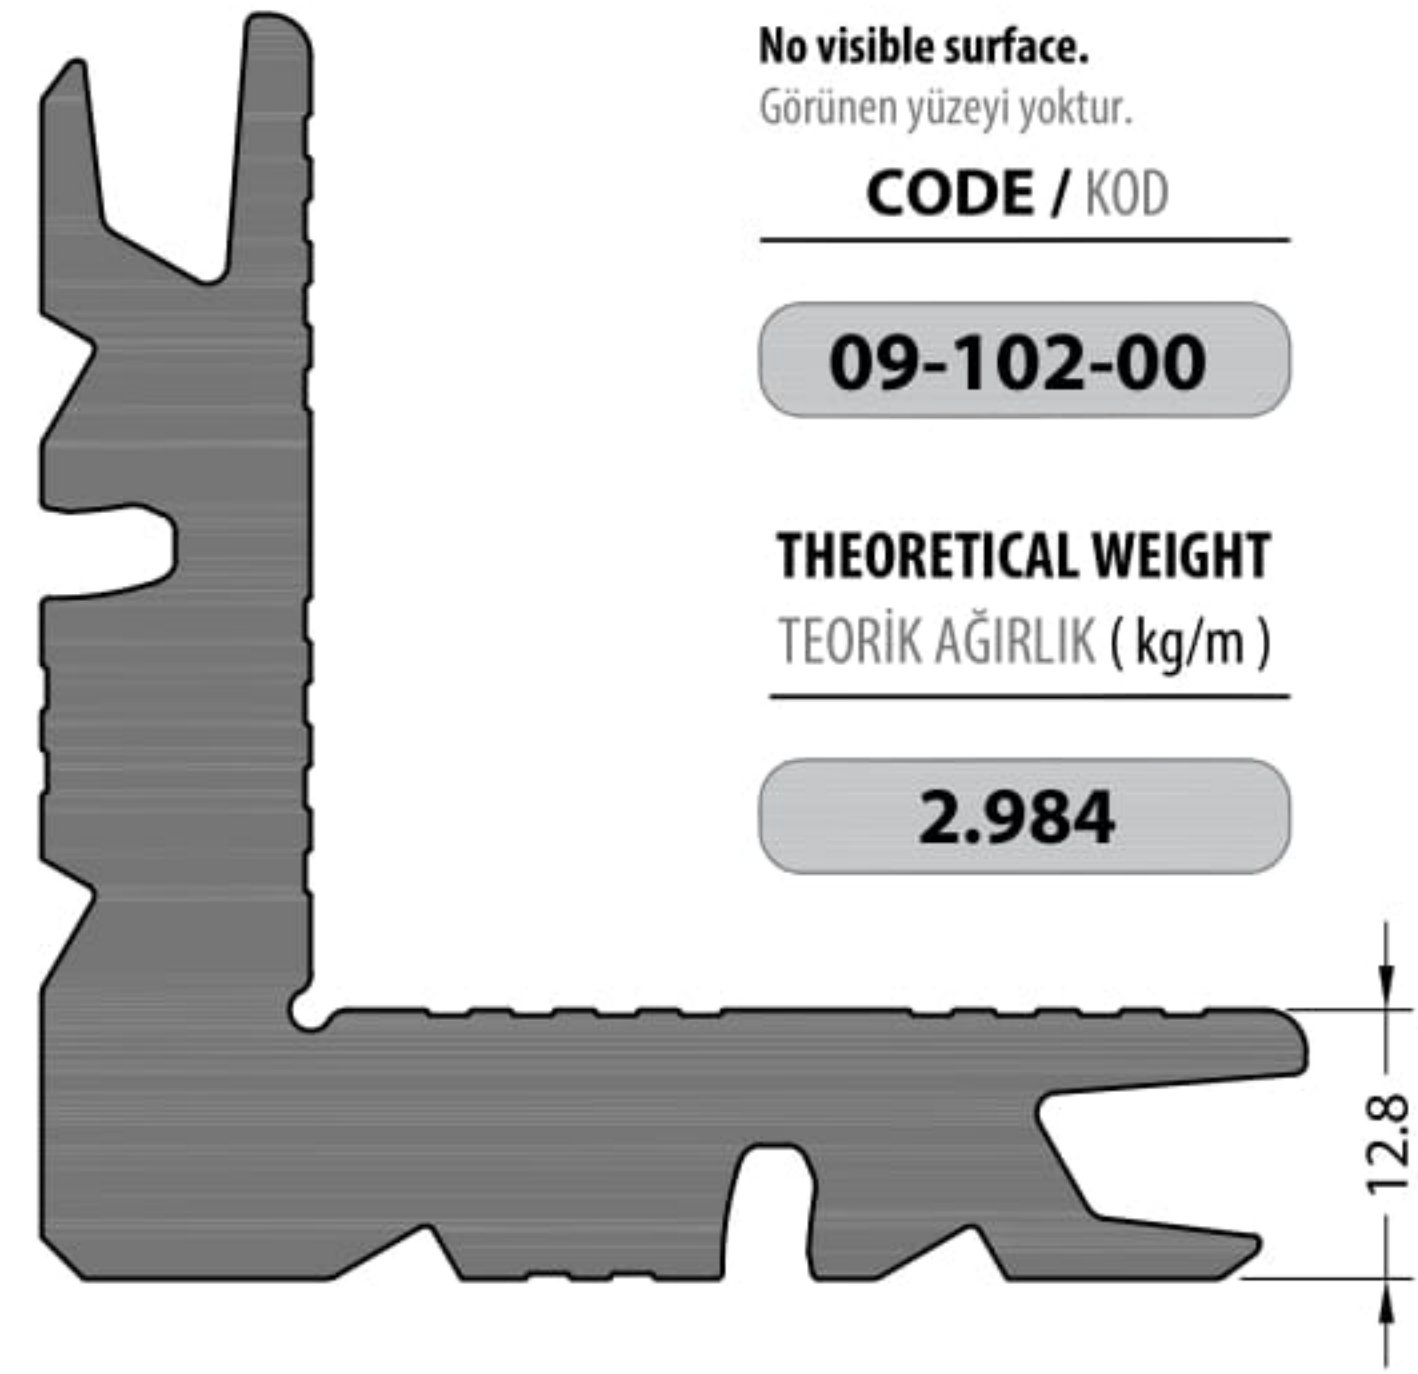 No visible surface.
Görünen yüzeyi yoktur.
CODE / KOD
09-102-00
THEORETICAL WEIGHT
TEORİK AĞIRLIK ( kg/m )
2.984
12.8